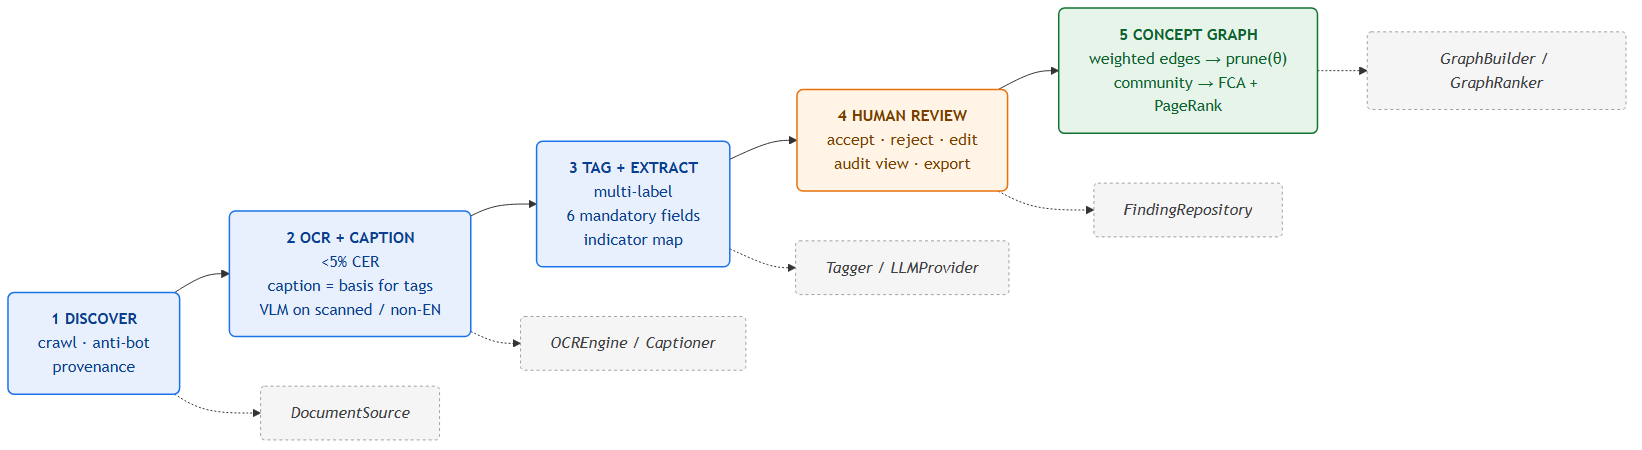 1 DISCOVER
crawl · anti-bot
provenance
DocumentSource
2 OCR + CAPTION
<5% CER
caption = basis for tags
VLM on scanned / non-EN
OCREngine / Captioner
3 TAG + EXTRACT
multi-label
6 mandatory fields
indicator map
Tagger / LLMProvider
4 HUMAN REVIEW
accept · reject · edit
audit view · export
FindingRepository
5 CONCEPT GRAPH
weighted edges → prune(θ)
community → FCA +
PageRank
GraphBuilder /
GraphRanker